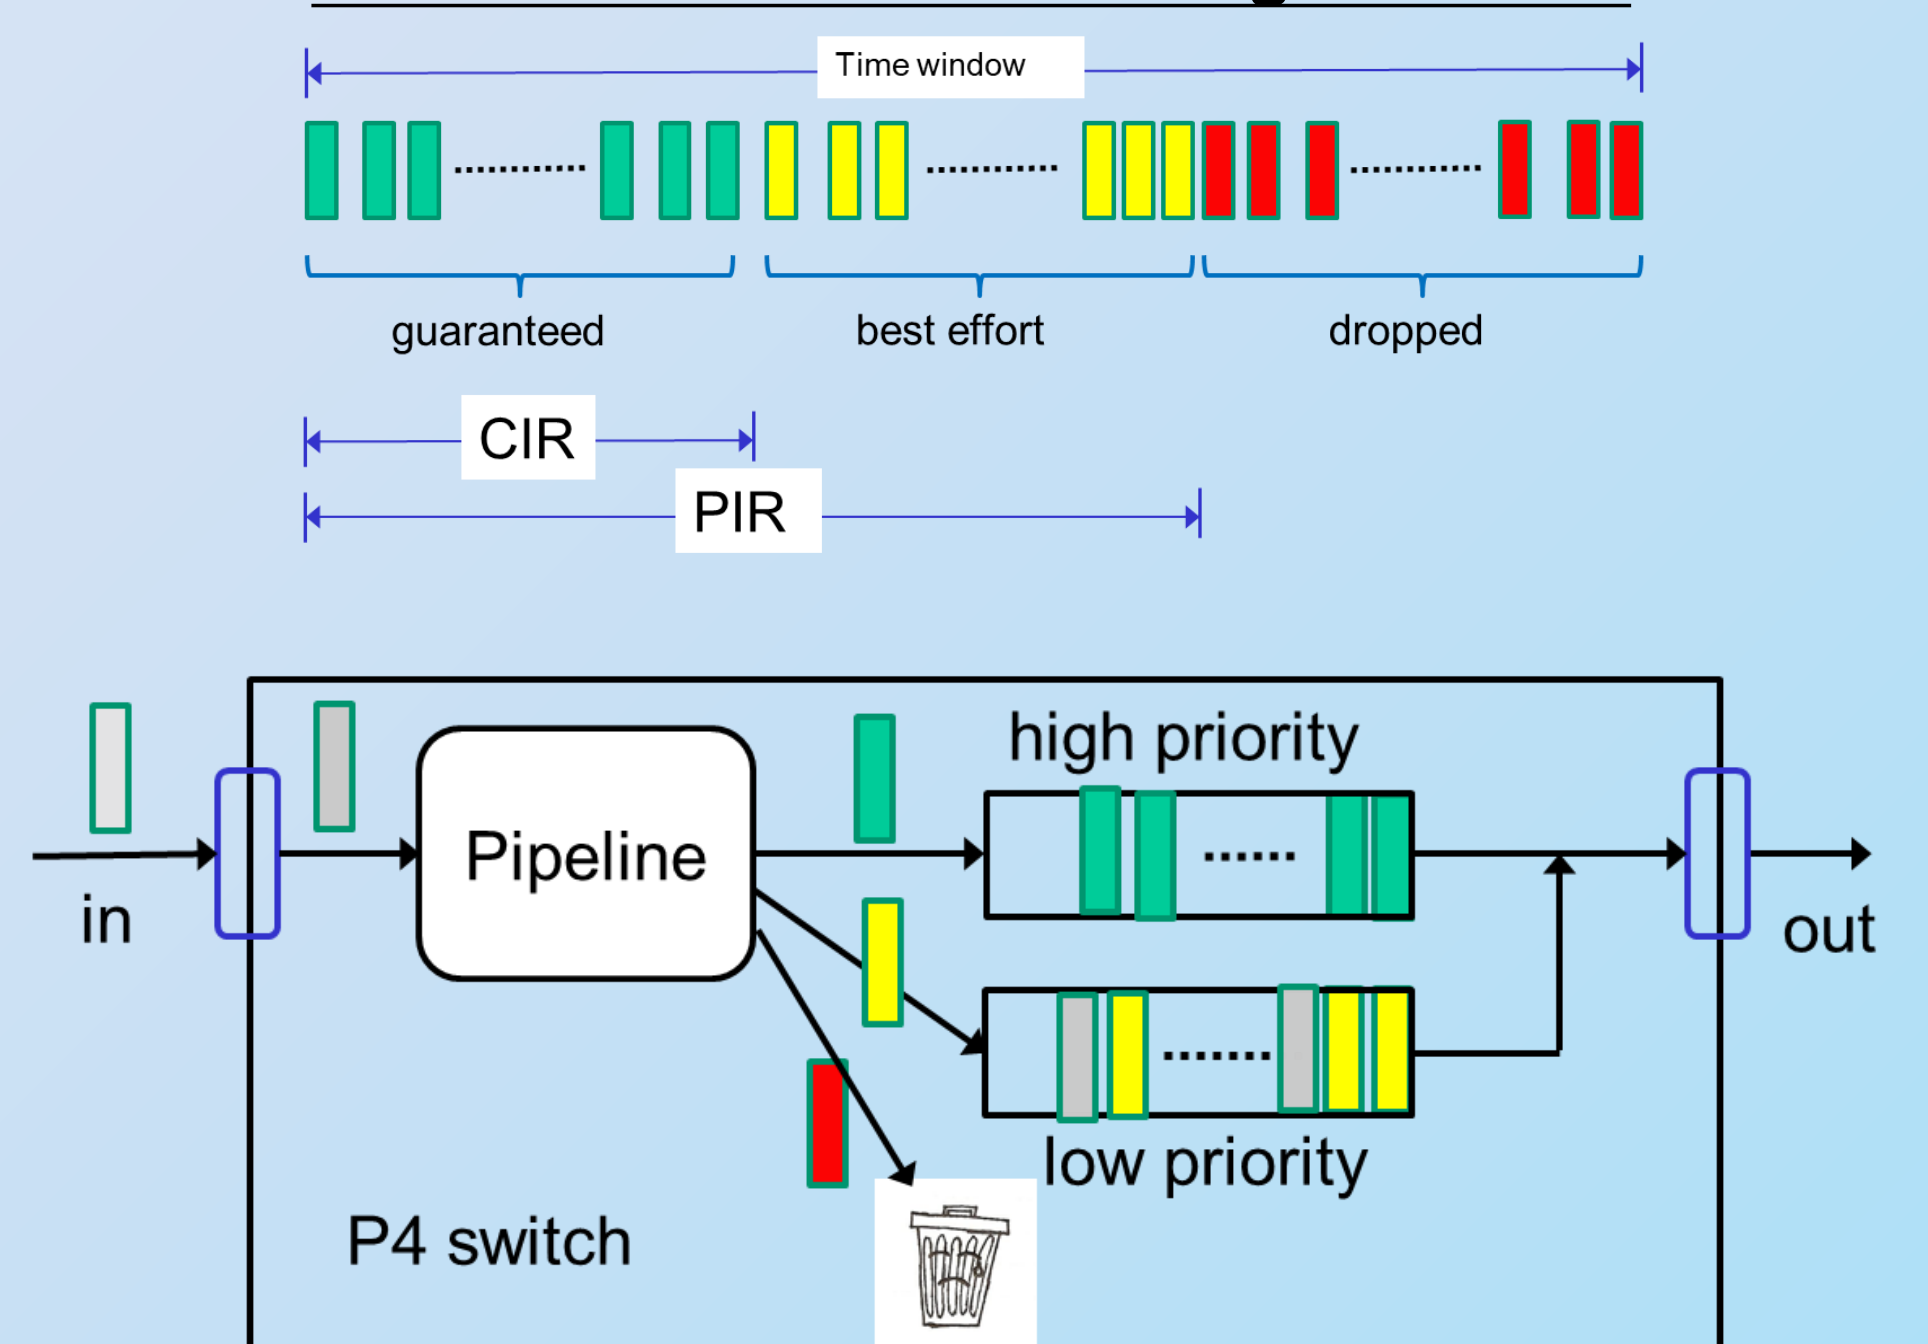 Time window
guaranteed
best effort
dropped
CIR
PIR
high priority
Pipeline
in
out
low priority
P4 switch